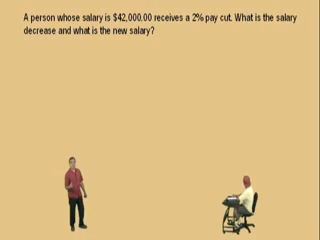 A person whose salary is $42,000.00 receives a 2% pay cut. What is the salary
decrease and what is the new salary?